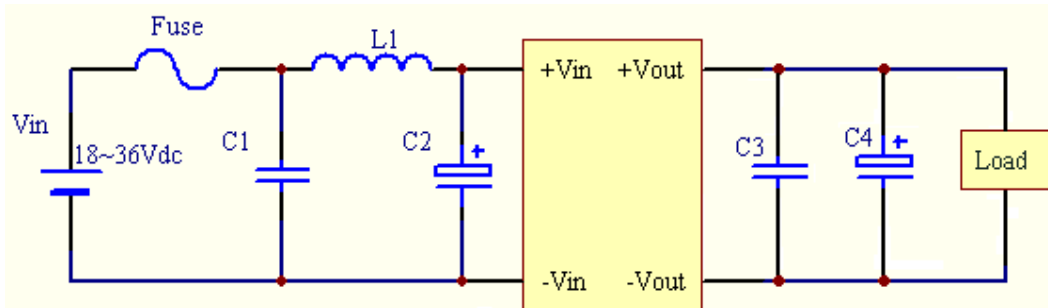 Fuse
L1
+Vin
+Vout
Vin
18~36Vdc
C1
C2
+
C3
C4
+
Load
-Vin
-Vout